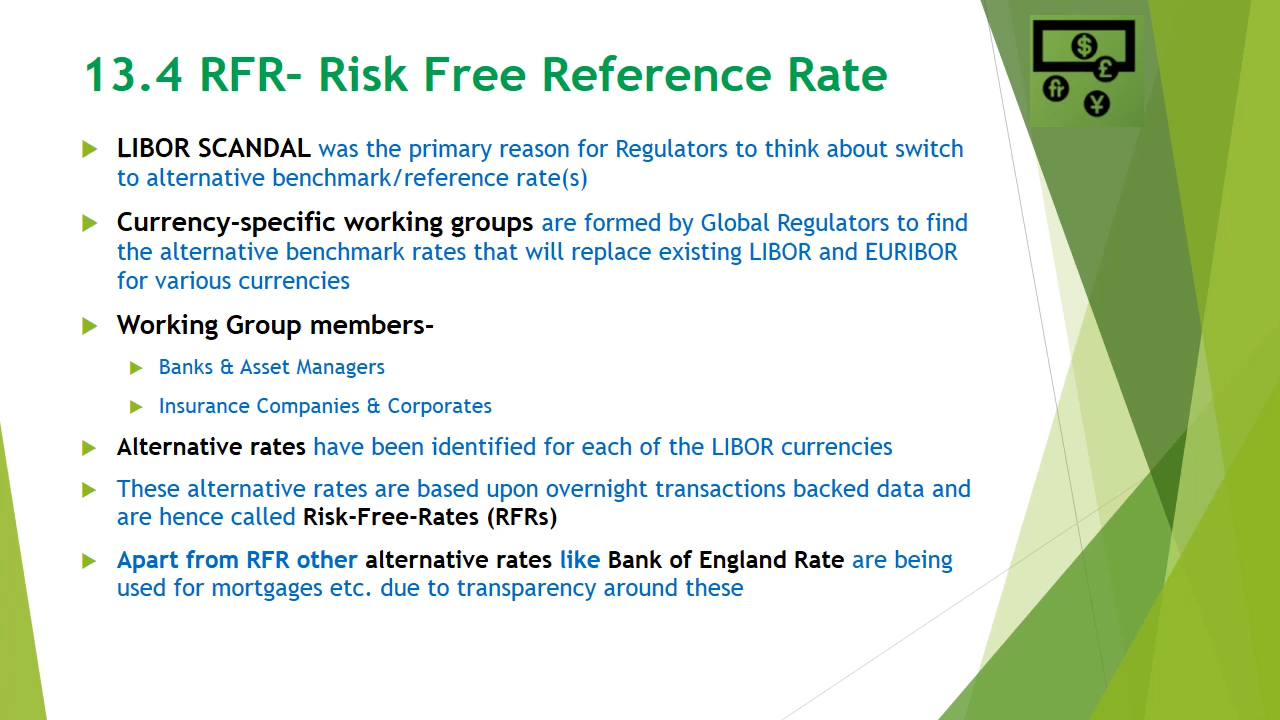 13.4 RFR- Risk Free Reference Rate
LIBOR SCANDAL was the primary reason for Regulators to think about switch
to alternative benchmark/reference rate(s)
Currency-specific working groups are formed by Global Regulators to find
the alternative benchmark rates that will replace existing LIBOR and EURIBOR
for various currencies
Working Group members-
Banks & Asset Managers
Insurance Companies & Corporates
Alternative rates have been identified for each of the LIBOR currencies
These alternative rates are based upon overnight transactions backed data and
are hence called Risk-Free-Rates (RFRs)
Apart from RFR other alternative rates like Bank of England Rate are being
used for mortgages etc. due to transparency around these
$
£
fr
¥